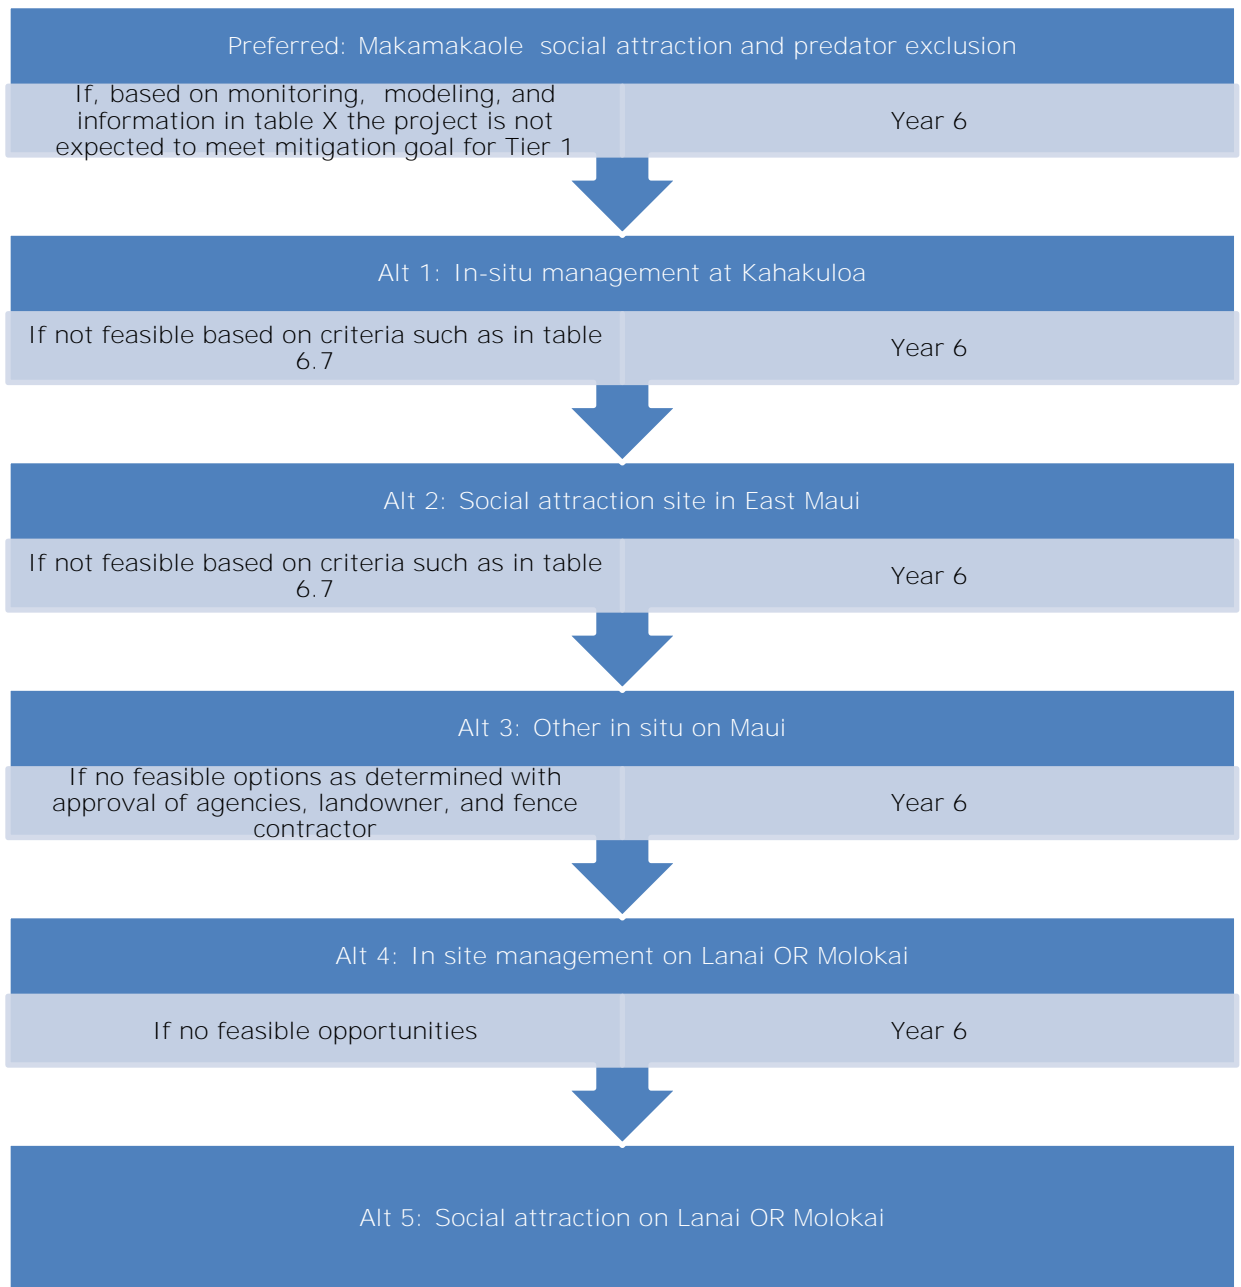 Preferred: Makamakaole  social attraction and predator exclusion
If, based on monitoring,  modeling, and
information in table X the project is not
expected to meet mitigation goal for Tier 1
Year 6
Alt 1: In-situ management at Kahakuloa
If not feasible based on criteria such as in table
6.7
Year 6
Alt 2: Social attraction site in East Maui
If not feasible based on criteria such as in table
6.7
Year 6
Alt 3: Other in situ on Maui
If no feasible options as determined with
approval of agencies, landowner, and fence
contractor
Year 6
Alt 4: In site management on Lanai OR Molokai
If no feasible opportunities
Year 6
Alt 5: Social attraction on Lanai OR Molokai